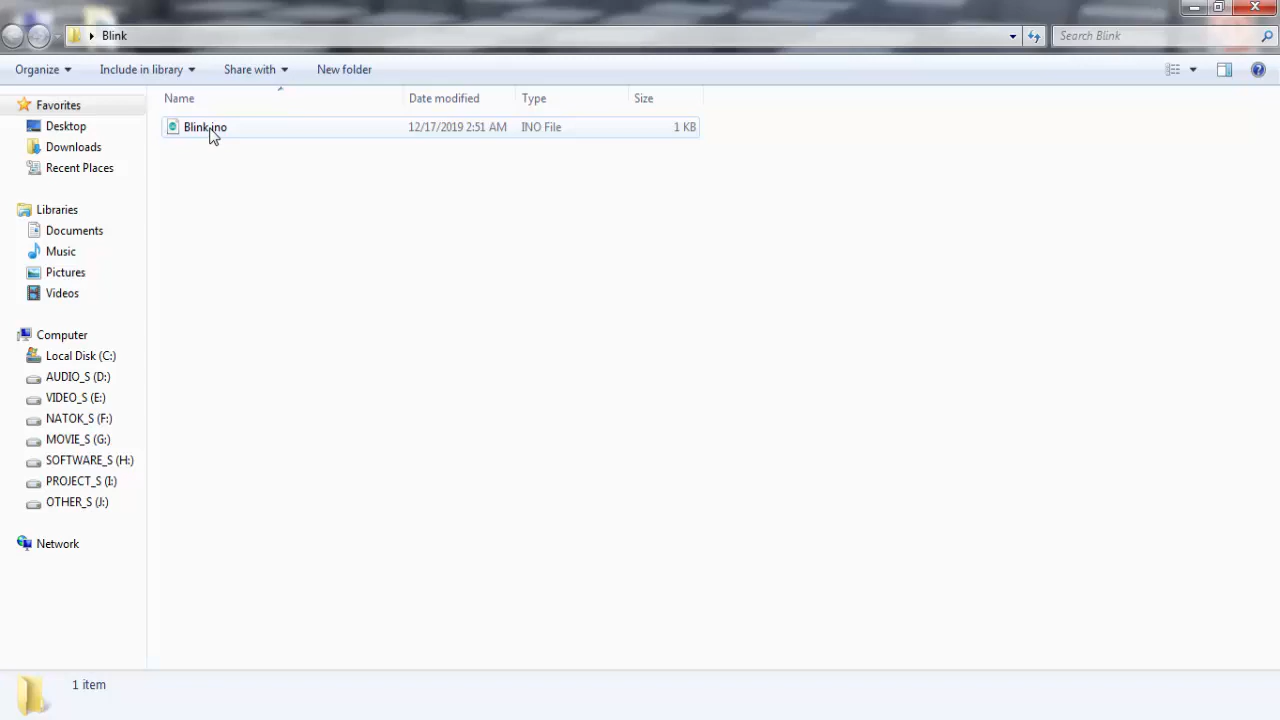 Blink
Search Blink
Organize
Include in library
Share with
New folder
Name
Date modified
Type
Size
Blink.ino
12/17/2019 2:51 AM
INO File
1 KB
Favorites
Desktop
Downloads
Recent Places
Libraries
Documents
Music
Pictures
Videos
Computer
Local Disk (C:)
AUDIO_S (D:)
VIDEO_S (E:)
NATOK_S (F:)
MOVIE_S (G:)
SOFTWARE_S (H:)
PROJECT_S (I:)
OTHER_S (J:)
Network
1 item